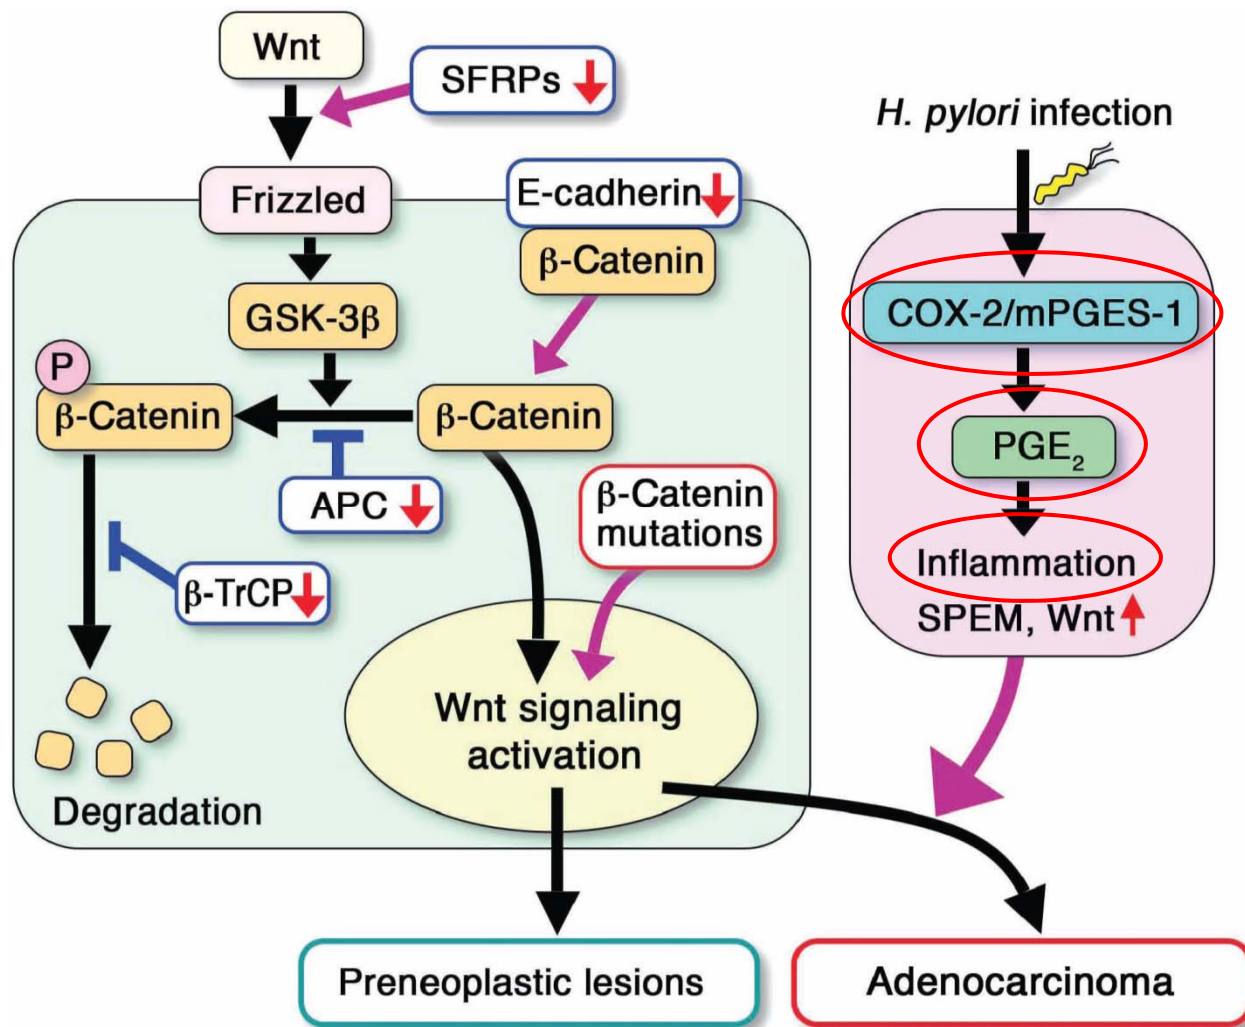 Wnt
SFRPs
H. pylori infection
Frizzled
E-cadherin
β-Catenin
GSK-3β
COX-2/mPGES-1
P
β-Catenin
β-Catenin
PGE₂
APC
β-Catenin
mutations
Inflammation
β-TrCP
SPEM, Wnt
Wnt signaling
activation
Degradation
Preneoplastic lesions
Adenocarcinoma